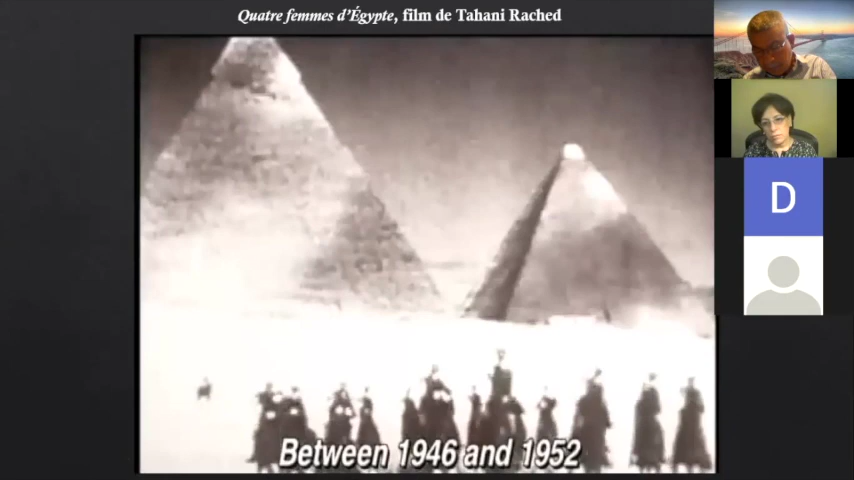 Quatre femmes d'Égypte, film de Tahani Rached
D
Between 1946 and 1952